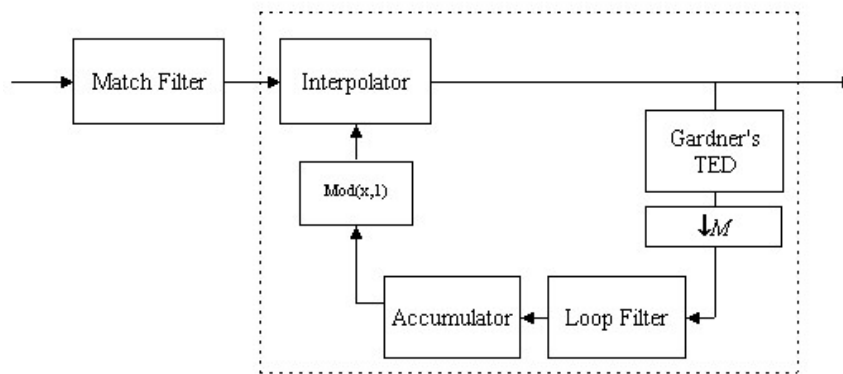 Match Filter
Interpolator
Gardner's
TED
Mod(x,1)
↓M
Accumulator
Loop Filter